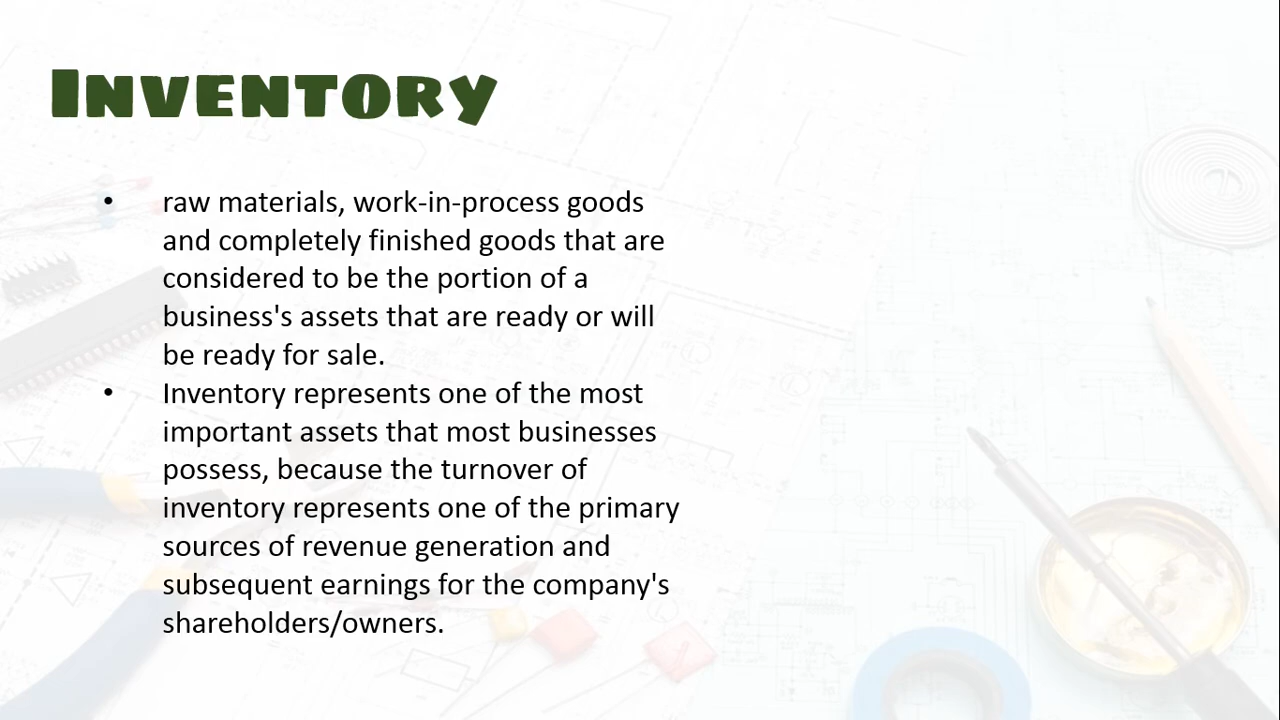 Inventory
• raw materials, work-in-process goods
and completely finished goods that are
considered to be the portion of a
business's assets that are ready or will
be ready for sale.
• Inventory represents one of the most
important assets that most businesses
possess, because the turnover of
inventory represents one of the primary
sources of revenue generation and
subsequent earnings for the company's
shareholders/owners.